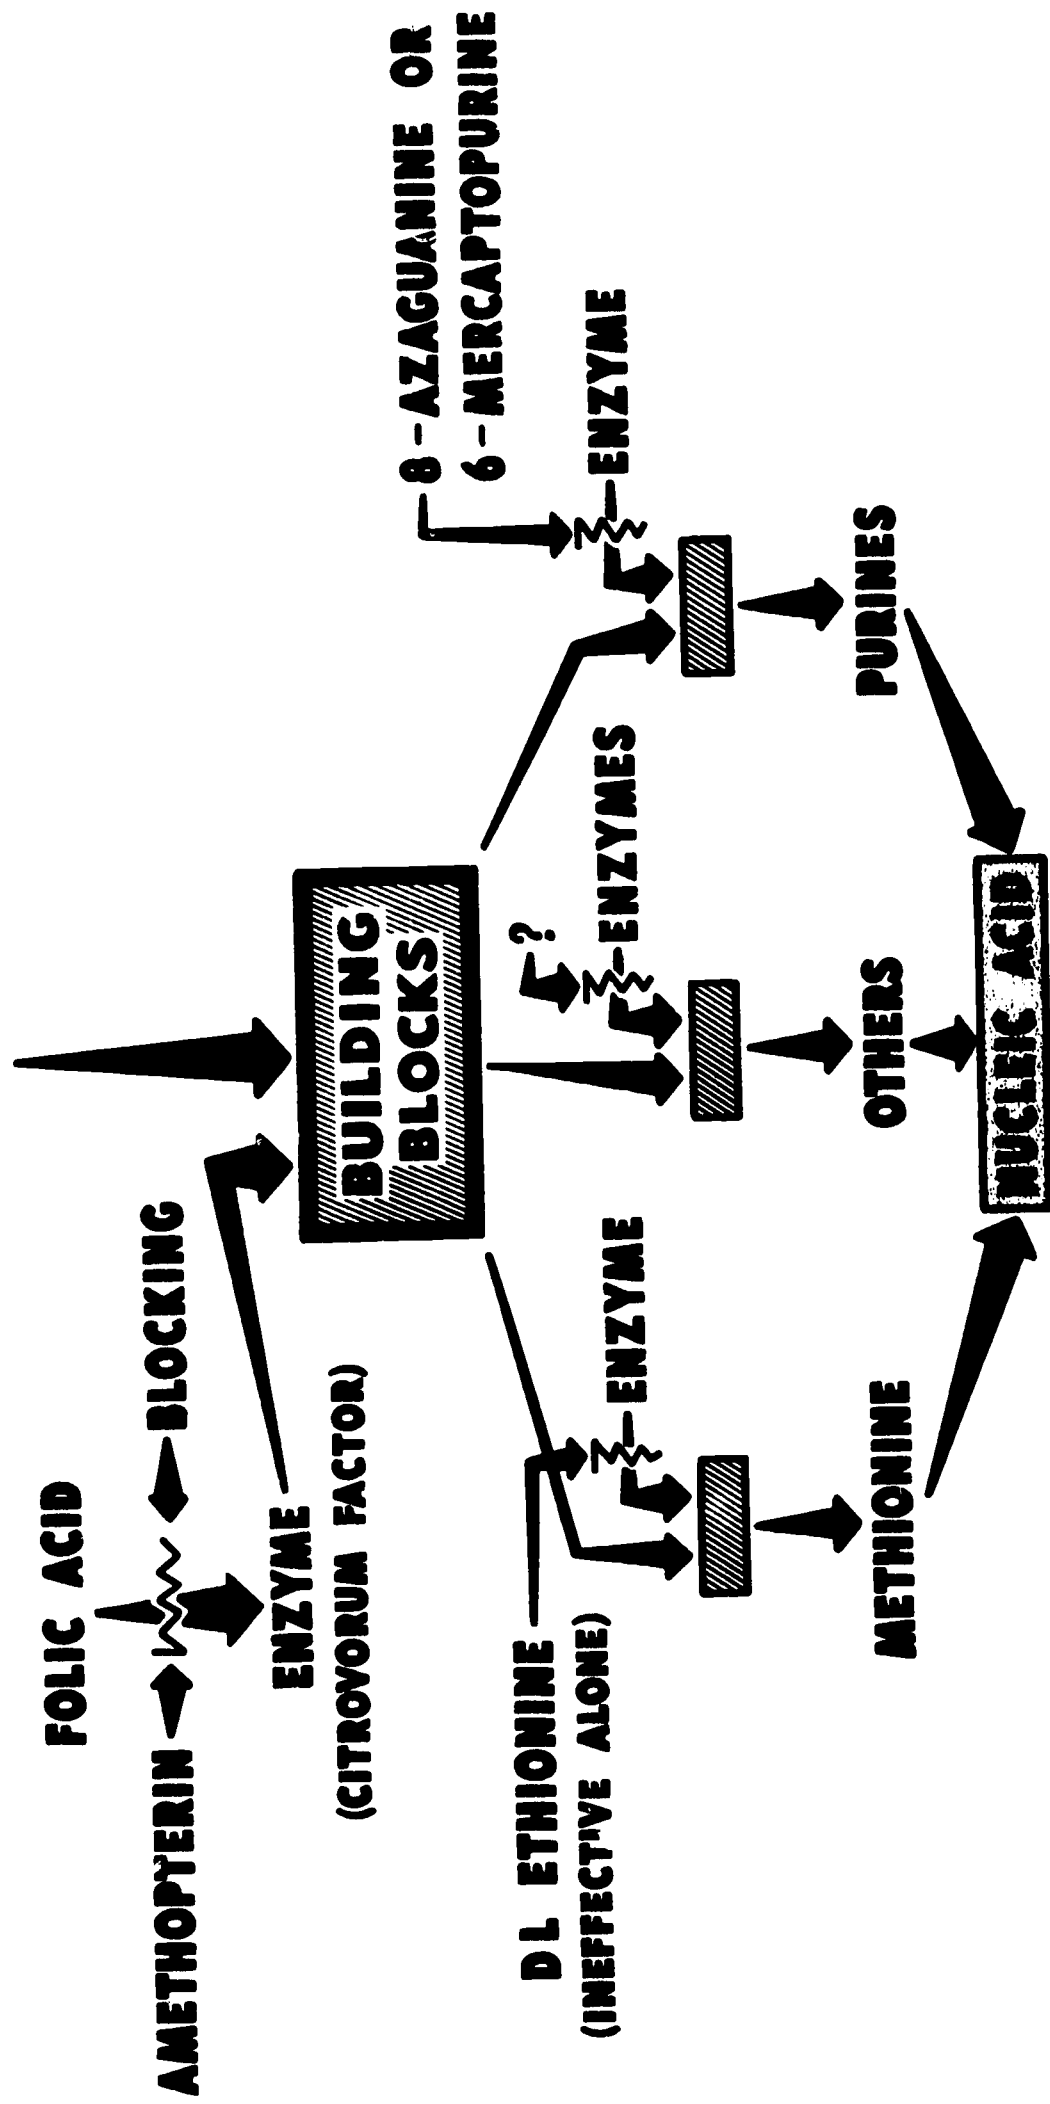 FOLIC ACID
AMETHOPTERIN
BLOCKING
ENZYME
(CITROVORUM FACTOR)
BUILDING
BLOCKS
8-AZAGUANINE OR
6-MERCAPTOPURINE
DL ETHIONINE
(INEFFECTIVE ALONE)
?
ENZYME
ENZYMES
ENZYME
METHIONINE
OTHERS
PURINES
NUCLEIC ACID